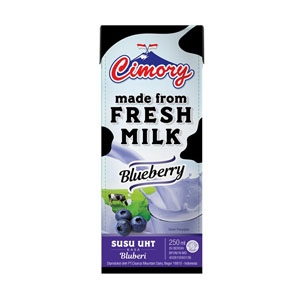 Cimory
made from
FRESH
MILK
Blueberry
SUSU UHT
RASA
Bluberi
250 ml